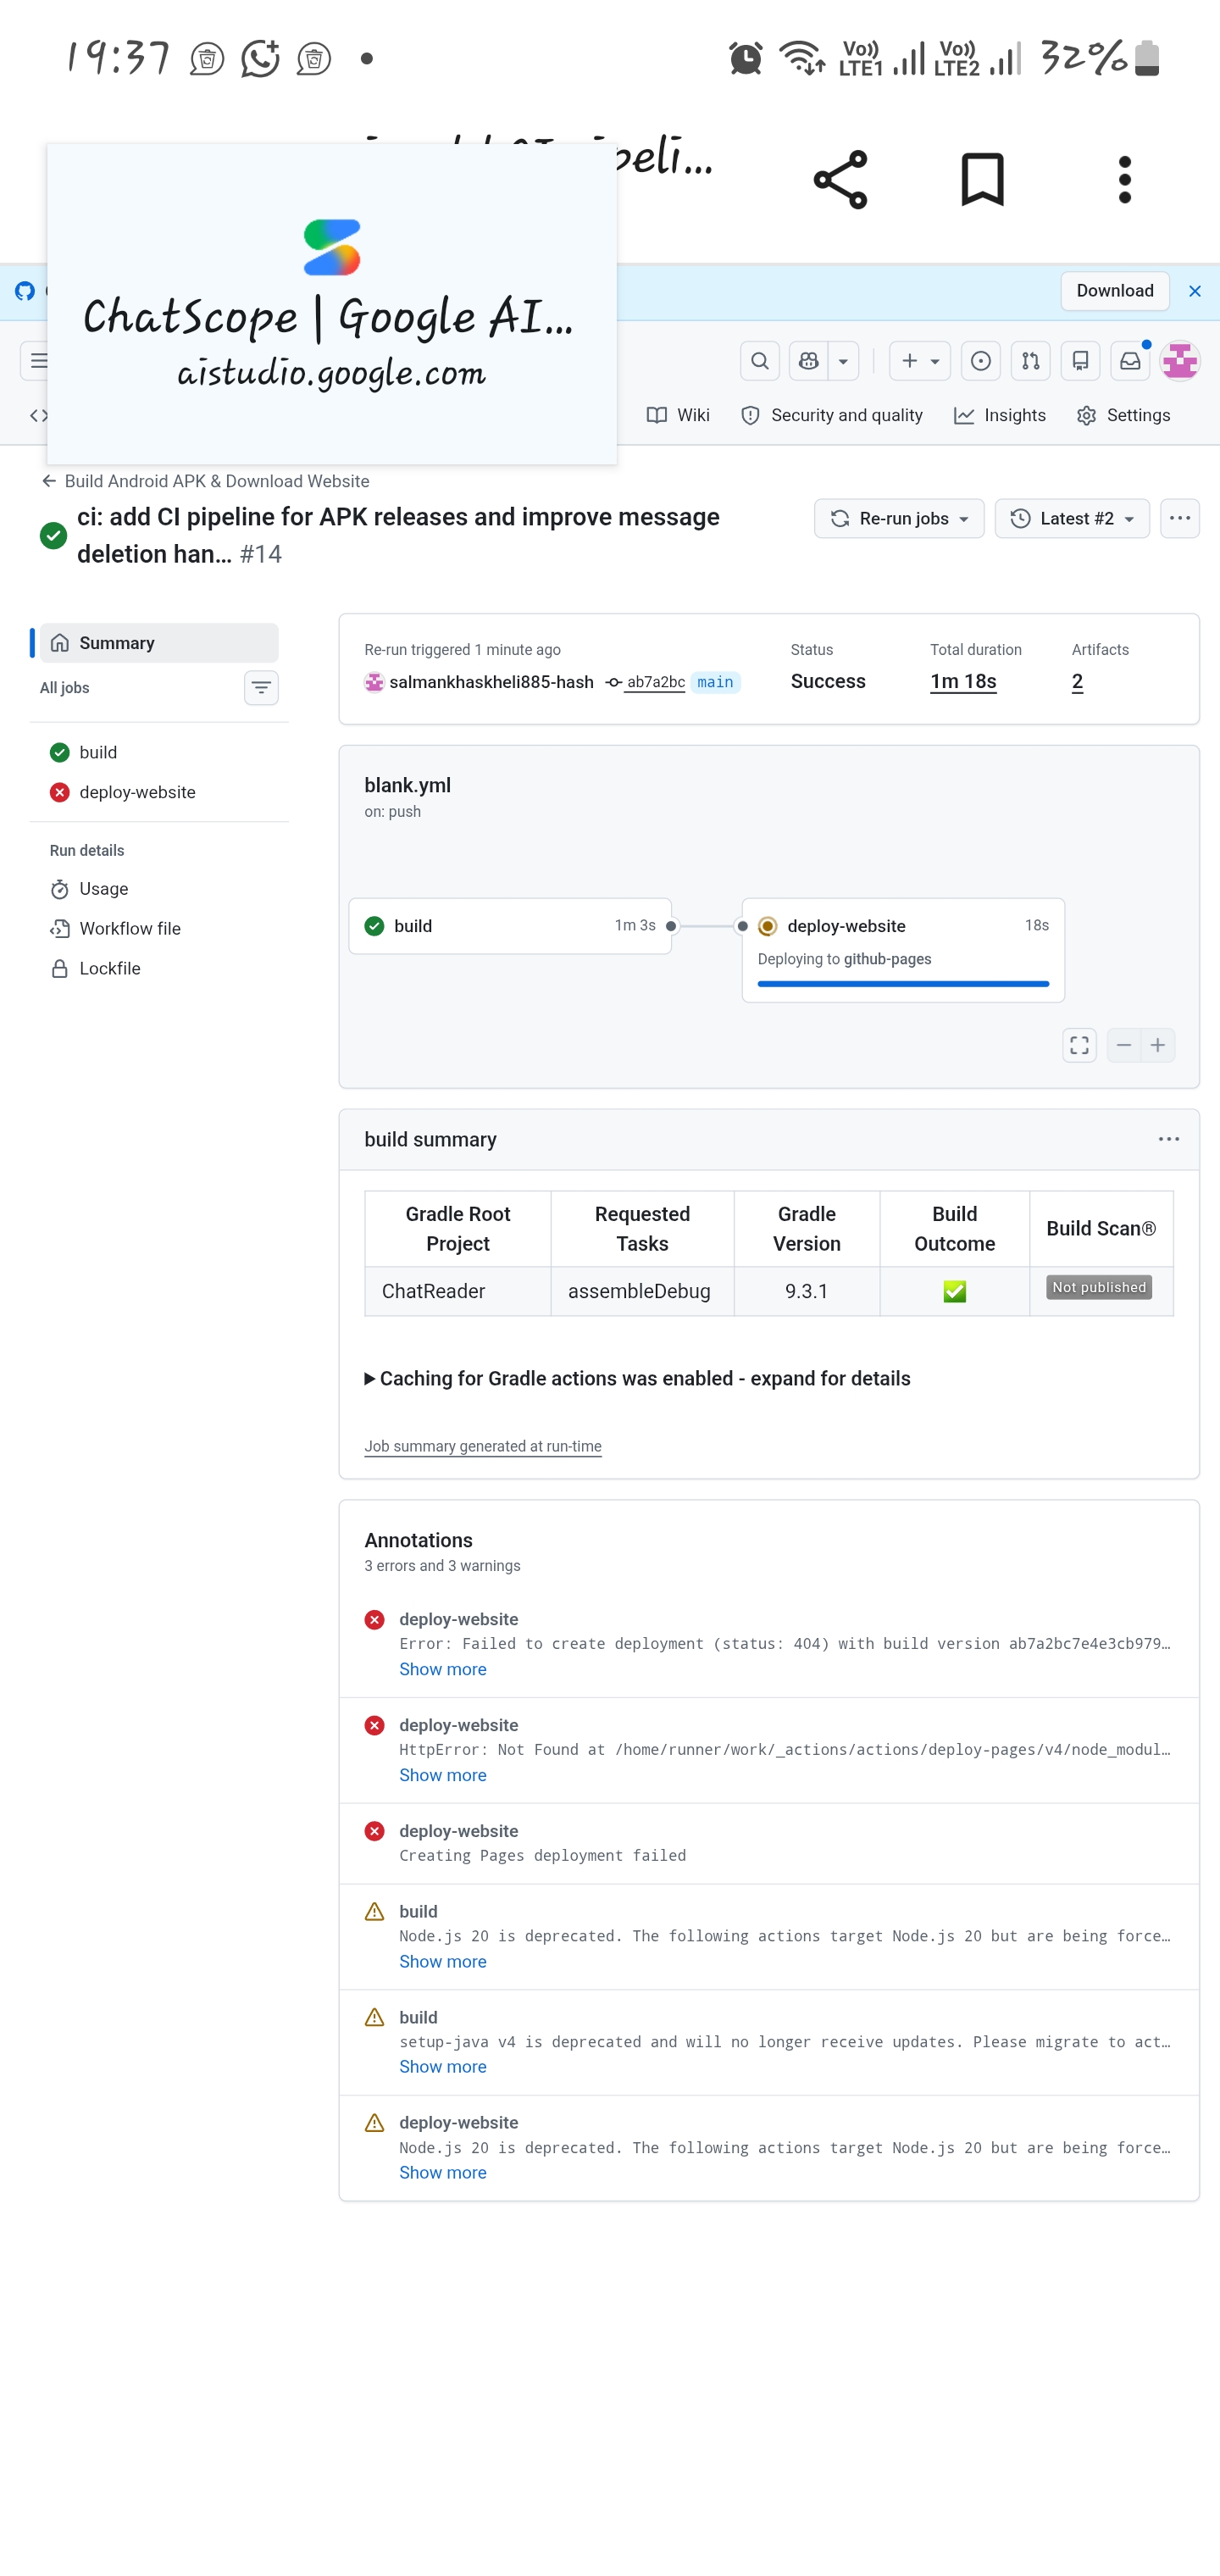 19:37
Vo)) LTE1
Vo)) LTE2
32%
ChatScope | Google AI...
aistudio.google.com
Download
Wiki
Security and quality
Insights
Settings
Build Android APK & Download Website
ci: add CI pipeline for APK releases and improve message
deletion han... #14
Re-run jobs
Latest #2
Summary
All jobs
build
deploy-website
Run details
Usage
Workflow file
Lockfile
Re-run triggered 1 minute ago
salmankhaskheli885-hash ab7a2bc main
Status
Success
Total duration
1m 18s
Artifacts
2
blank.yml
on: push
build 1m 3s
deploy-website 18s
Deploying to github-pages
build summary
Gradle Root Project
Requested Tasks
Gradle Version
Build Outcome
Build Scan®
ChatReader
assembleDebug
9.3.1
Not published
Caching for Gradle actions was enabled - expand for details
Job summary generated at run-time
Annotations
3 errors and 3 warnings
deploy-website
Error: Failed to create deployment (status: 404) with build version ab7a2bc7e4e3cb979…
Show more
deploy-website
HttpError: Not Found at /home/runner/work/_actions/actions/deploy-pages/v4/node_modul…
Show more
deploy-website
Creating Pages deployment failed
build
Node.js 20 is deprecated. The following actions target Node.js 20 but are being force…
Show more
build
setup-java v4 is deprecated and will no longer receive updates. Please migrate to act…
Show more
deploy-website
Node.js 20 is deprecated. The following actions target Node.js 20 but are being force…
Show more